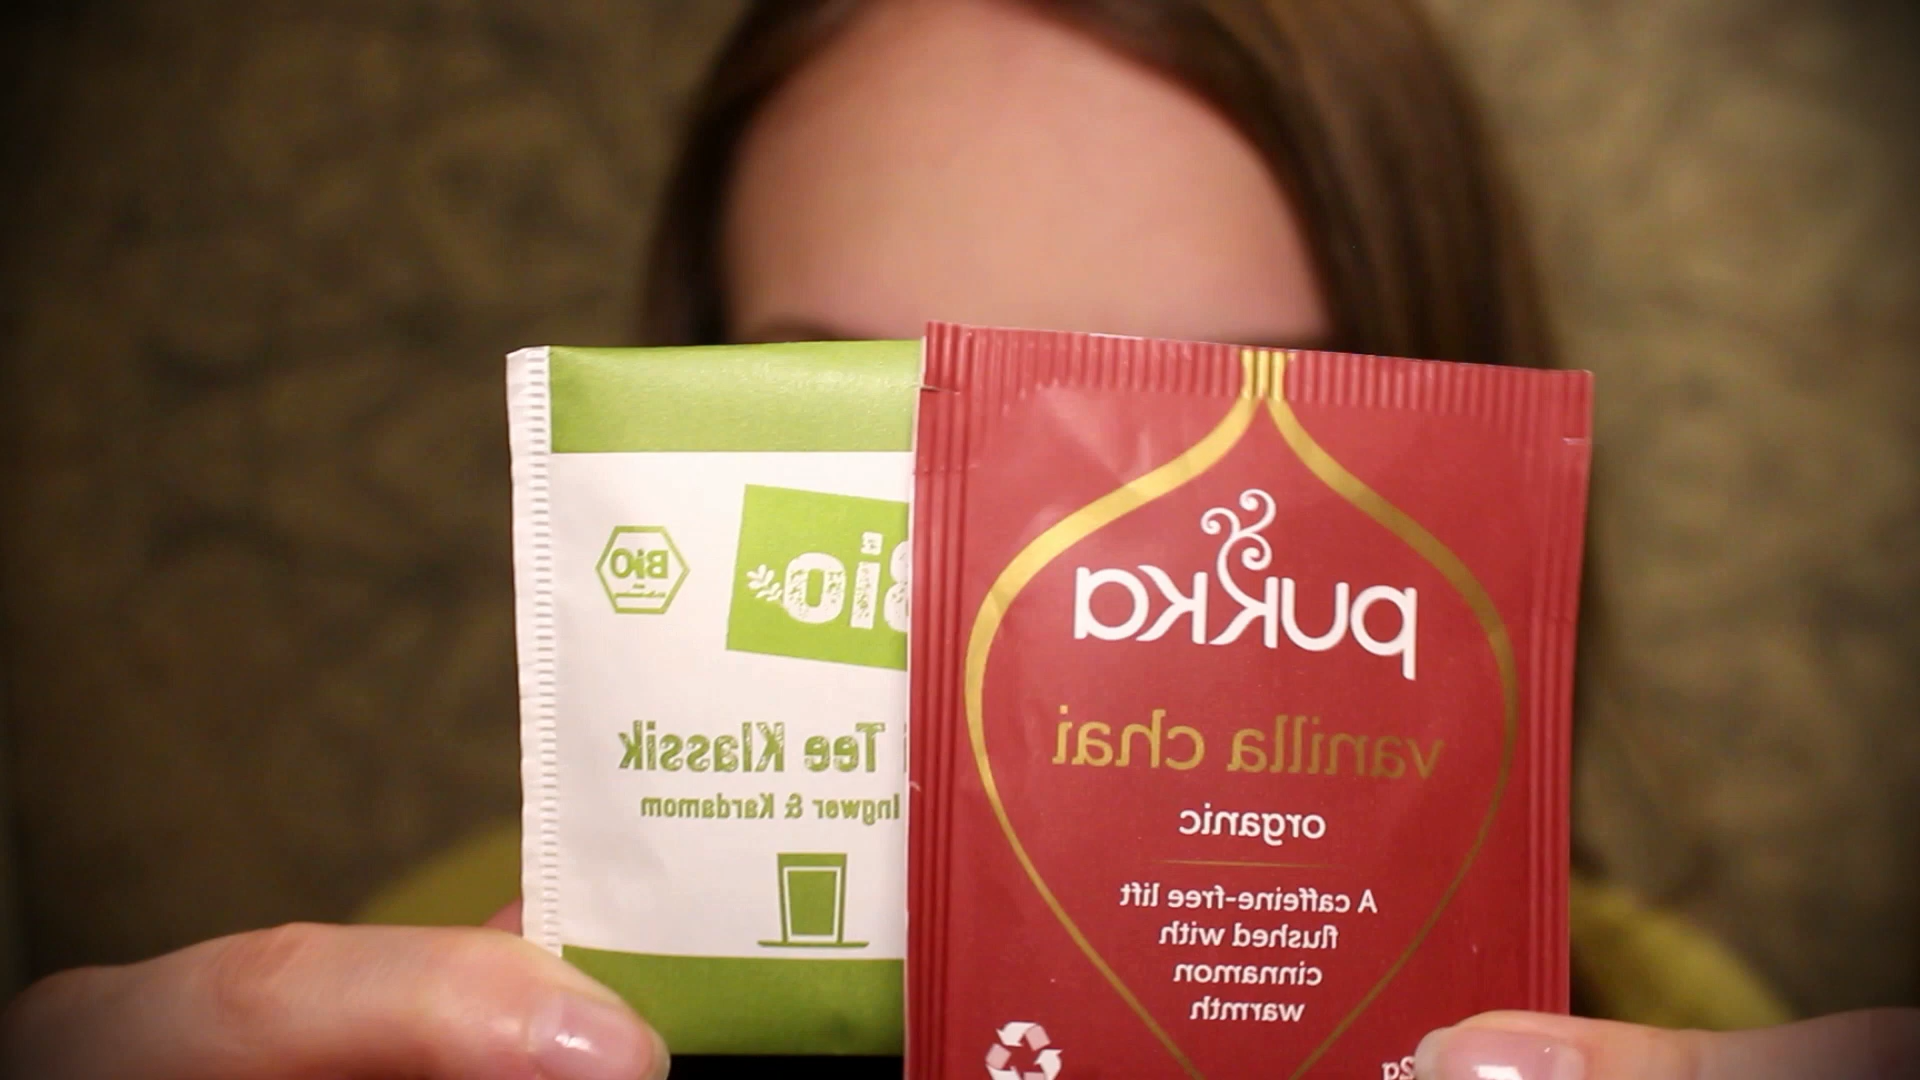 BiO
Bio
Tee Klassik
Ingwer & Kardamom
pukka
vanilla chai
organic
A caffeine-free lift
flushed with
cinnamon
warmth